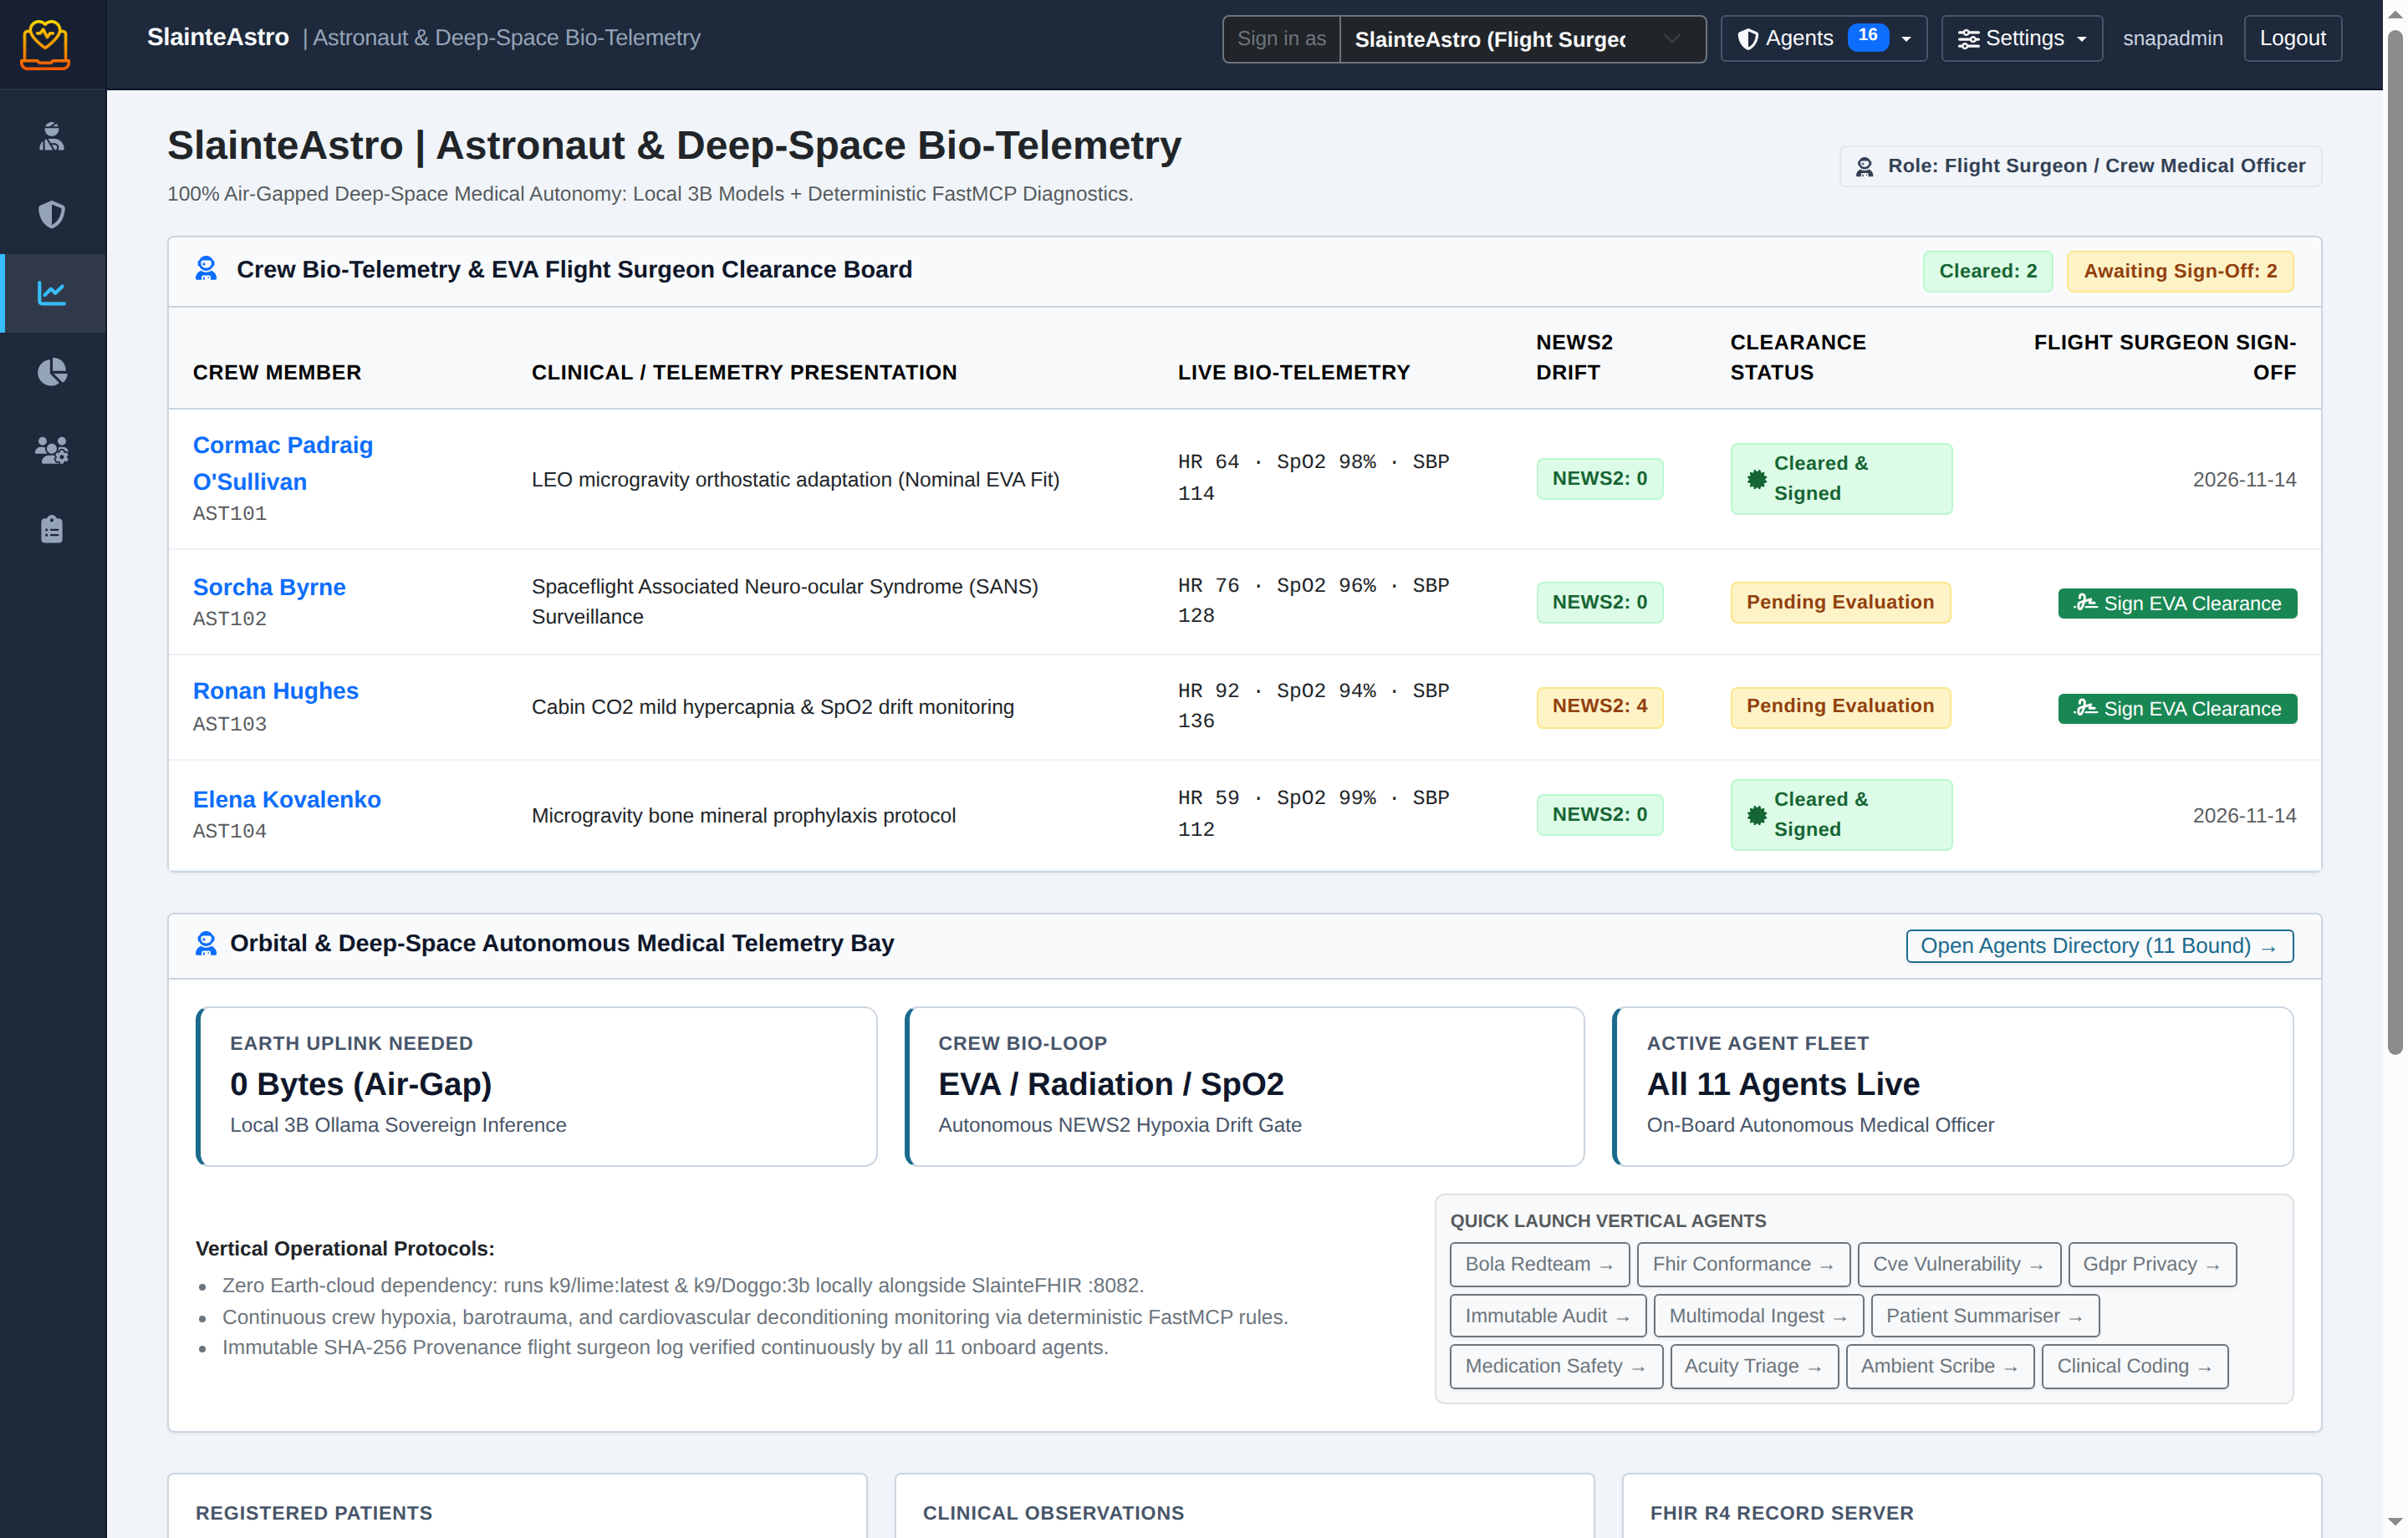 SlainteAstro | Astronaut & Deep-Space Bio-Telemetry
Sign in as SlainteAstro (Flight Surgeo
Agents 16
Settings
snapadmin
Logout
SlainteAstro | Astronaut & Deep-Space Bio-Telemetry
100% Air-Gapped Deep-Space Medical Autonomy: Local 3B Models + Deterministic FastMCP Diagnostics.
Role: Flight Surgeon / Crew Medical Officer
Crew Bio-Telemetry & EVA Flight Surgeon Clearance Board
Cleared: 2
Awaiting Sign-Off: 2
CREW MEMBER
CLINICAL / TELEMETRY PRESENTATION
LIVE BIO-TELEMETRY
NEWS2
DRIFT
CLEARANCE
STATUS
FLIGHT SURGEON SIGN-
OFF
Cormac Padraig
O'Sullivan
AST101
LEO microgravity orthostatic adaptation (Nominal EVA Fit)
HR 64 · SpO2 98% · SBP
114
NEWS2: 0
Cleared &
Signed
2026-11-14
Sorcha Byrne
AST102
Spaceflight Associated Neuro-ocular Syndrome (SANS)
Surveillance
HR 76 · SpO2 96% · SBP
128
NEWS2: 0
Pending Evaluation
Sign EVA Clearance
Ronan Hughes
AST103
Cabin CO2 mild hypercapnia & SpO2 drift monitoring
HR 92 · SpO2 94% · SBP
136
NEWS2: 4
Pending Evaluation
Sign EVA Clearance
Elena Kovalenko
AST104
Microgravity bone mineral prophylaxis protocol
HR 59 · SpO2 99% · SBP
112
NEWS2: 0
Cleared &
Signed
2026-11-14
Orbital & Deep-Space Autonomous Medical Telemetry Bay
Open Agents Directory (11 Bound) →
EARTH UPLINK NEEDED
0 Bytes (Air-Gap)
Local 3B Ollama Sovereign Inference
CREW BIO-LOOP
EVA / Radiation / SpO2
Autonomous NEWS2 Hypoxia Drift Gate
ACTIVE AGENT FLEET
All 11 Agents Live
On-Board Autonomous Medical Officer
Vertical Operational Protocols:
• Zero Earth-cloud dependency: runs k9/lime:latest & k9/Doggo:3b locally alongside SlainteFHIR :8082.
• Continuous crew hypoxia, barotrauma, and cardiovascular deconditioning monitoring via deterministic FastMCP rules.
• Immutable SHA-256 Provenance flight surgeon log verified continuously by all 11 onboard agents.
QUICK LAUNCH VERTICAL AGENTS
Bola Redteam → Fhir Conformance → Cve Vulnerability → Gdpr Privacy →
Immutable Audit → Multimodal Ingest → Patient Summariser →
Medication Safety → Acuity Triage → Ambient Scribe → Clinical Coding →
REGISTERED PATIENTS
CLINICAL OBSERVATIONS
FHIR R4 RECORD SERVER